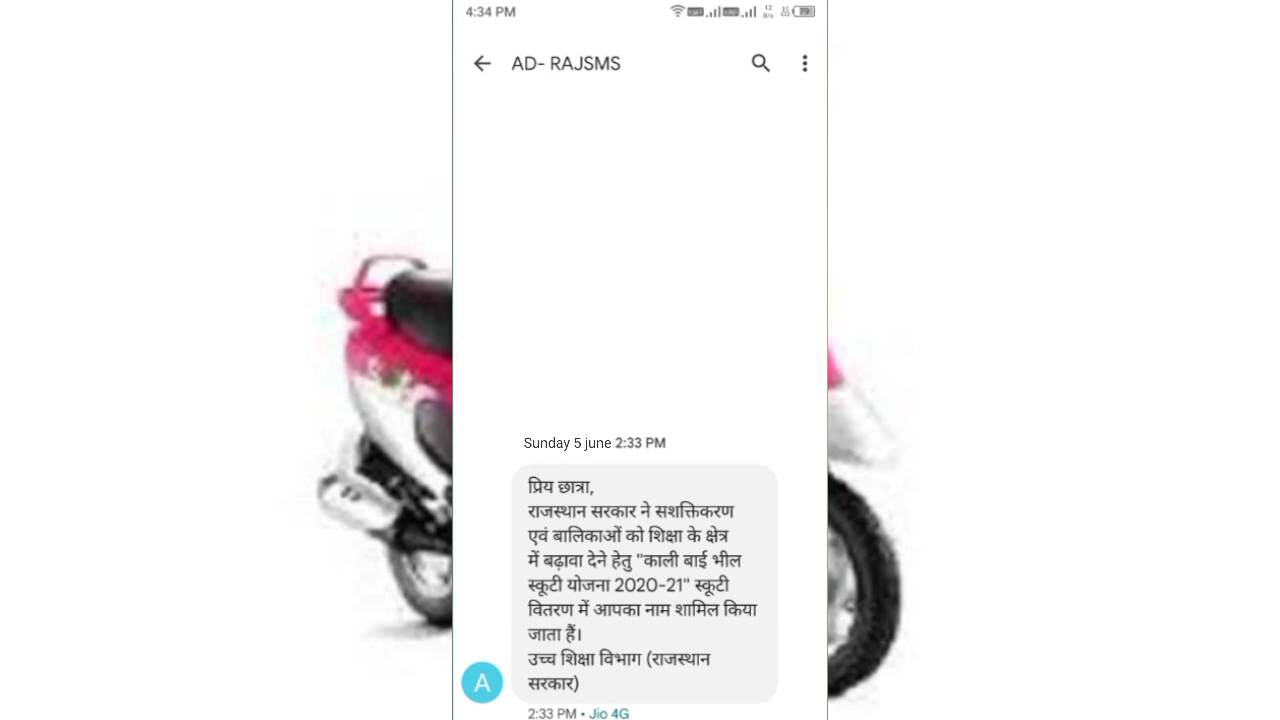 4:34 PM
AD- RAJSMS
Sunday 5 june 2:33 PM
प्रिय छात्रा,
राजस्थान सरकार ने सशक्तिकरण
एवं बालिकाओं को शिक्षा के क्षेत्र
में बढ़ावा देने हेतु "काली बाई भील
स्कूटी योजना 2020-21" स्कूटी
वितरण में आपका नाम शामिल किया
जाता हैं।
उच्च शिक्षा विभाग (राजस्थान
सरकार)
A
2:33 PM • Jio 4G